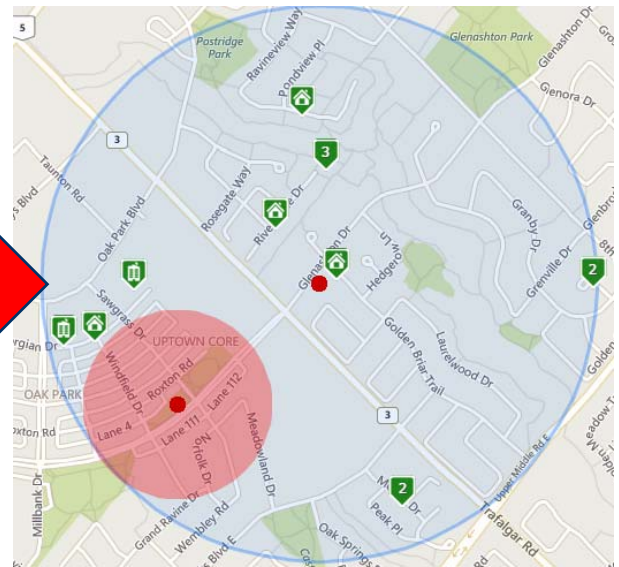 5
Postridge
Park
Ravineview Way
Pondview Pl
Glenashton Park
Glenashton Dr
Genora Dr
3
3
Taunton Rd
Rosegate Way
Oak Park Blvd
Glenashton Dr
Hedgerow Ln
Granby Dr
Grenville Dr
8th
2
Sawgrass Dr
UPTOWN CORE
Golden Briar Trail
Laurelwood Dr
Golden
Windfield Dr
Roxton Rd
OAK PARK
Lane 112
Lane 4
Lane 111
ON
Meadowland Dr
3
Millbank Dr
2
Peak Pl
Upper Middle Rd E
Trafalgar Rd
Grand Ravine Dr
Wembley Rd
Oak Springs